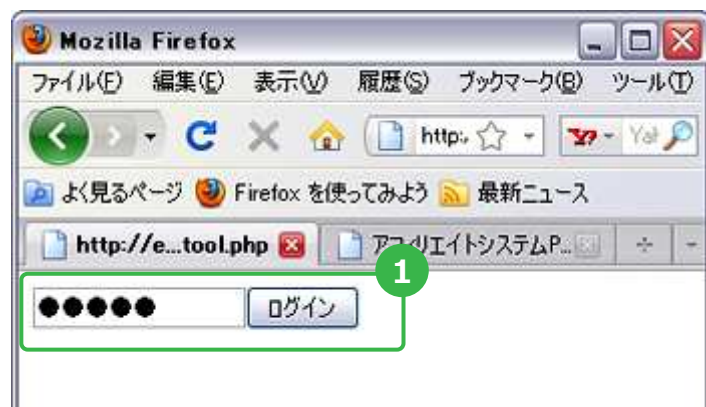 Mozilla Firefox
ファイル(F) 編集(E) 表示(V) 履歴(S) ブックマーク(B) ツール(T)
http:
よく見るページ Firefox を使ってみよう 最新ニュース
http://e...tool.php アフィリエイトシステムP...
1
●●●●● ログイン